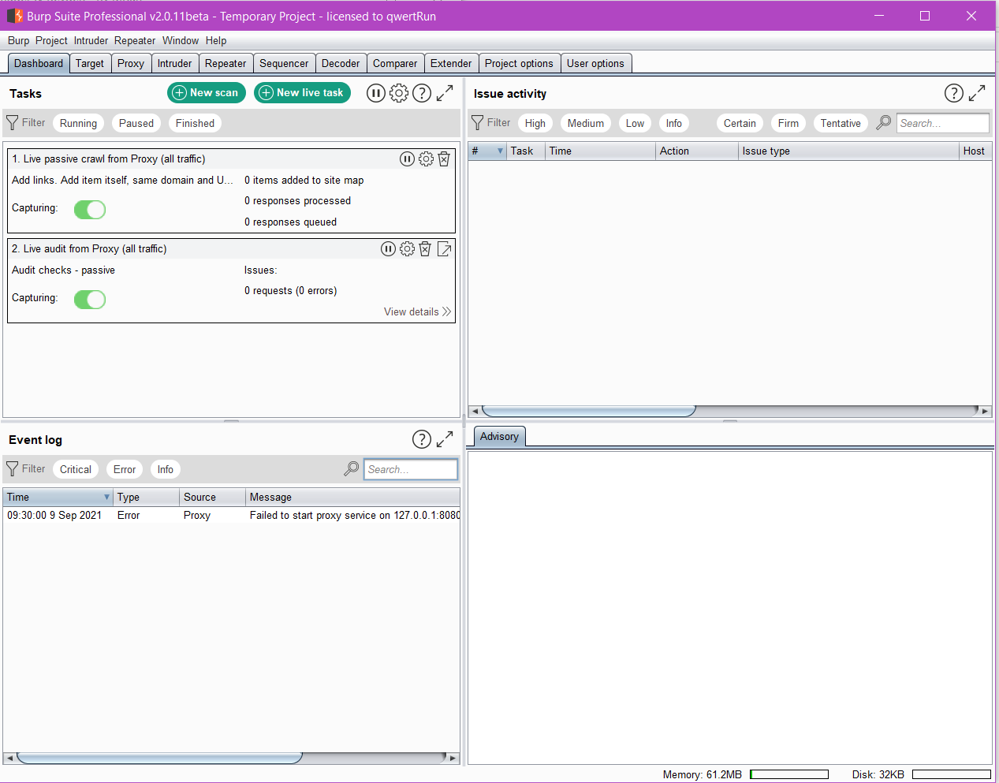 Burp Suite Professional v2.0.11beta - Temporary Project - licensed to qwertRun
Burp Project Intruder Repeater Window Help
Dashboard Target Proxy Intruder Repeater Sequencer Decoder Comparer Extender Project options User options
Tasks New scan New live task
Filter Running Paused Finished
1. Live passive crawl from Proxy (all traffic)
Add links. Add item itself, same domain and U... 0 items added to site map
0 responses processed
Capturing:
0 responses queued
2. Live audit from Proxy (all traffic)
Audit checks - passive Issues:
0 requests (0 errors)
Capturing:
View details
Issue activity
Filter High Medium Low Info Certain Firm Tentative Search...
# Task Time Action Issue type Host
Event log
Filter Critical Error Info Search...
Time Type Source Message
09:30:00 9 Sep 2021 Error Proxy Failed to start proxy service on 127.0.0.1:8080
Advisory
Memory: 61.2MB Disk: 32KB